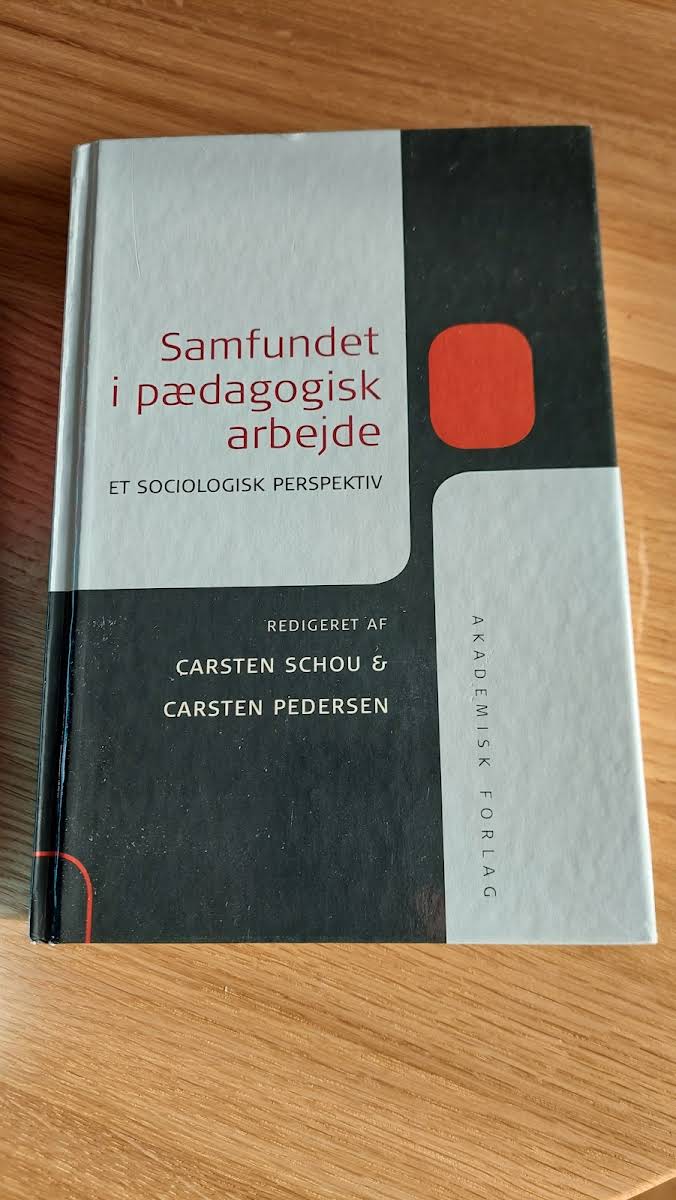 Samfundet
i pædagogisk
arbejde
ET SOCIOLOGISK PERSPEKTIV
REDIGERET AF
CARSTEN SCHOU &
CARSTEN PEDERSEN
AKADEMISK FORLAG